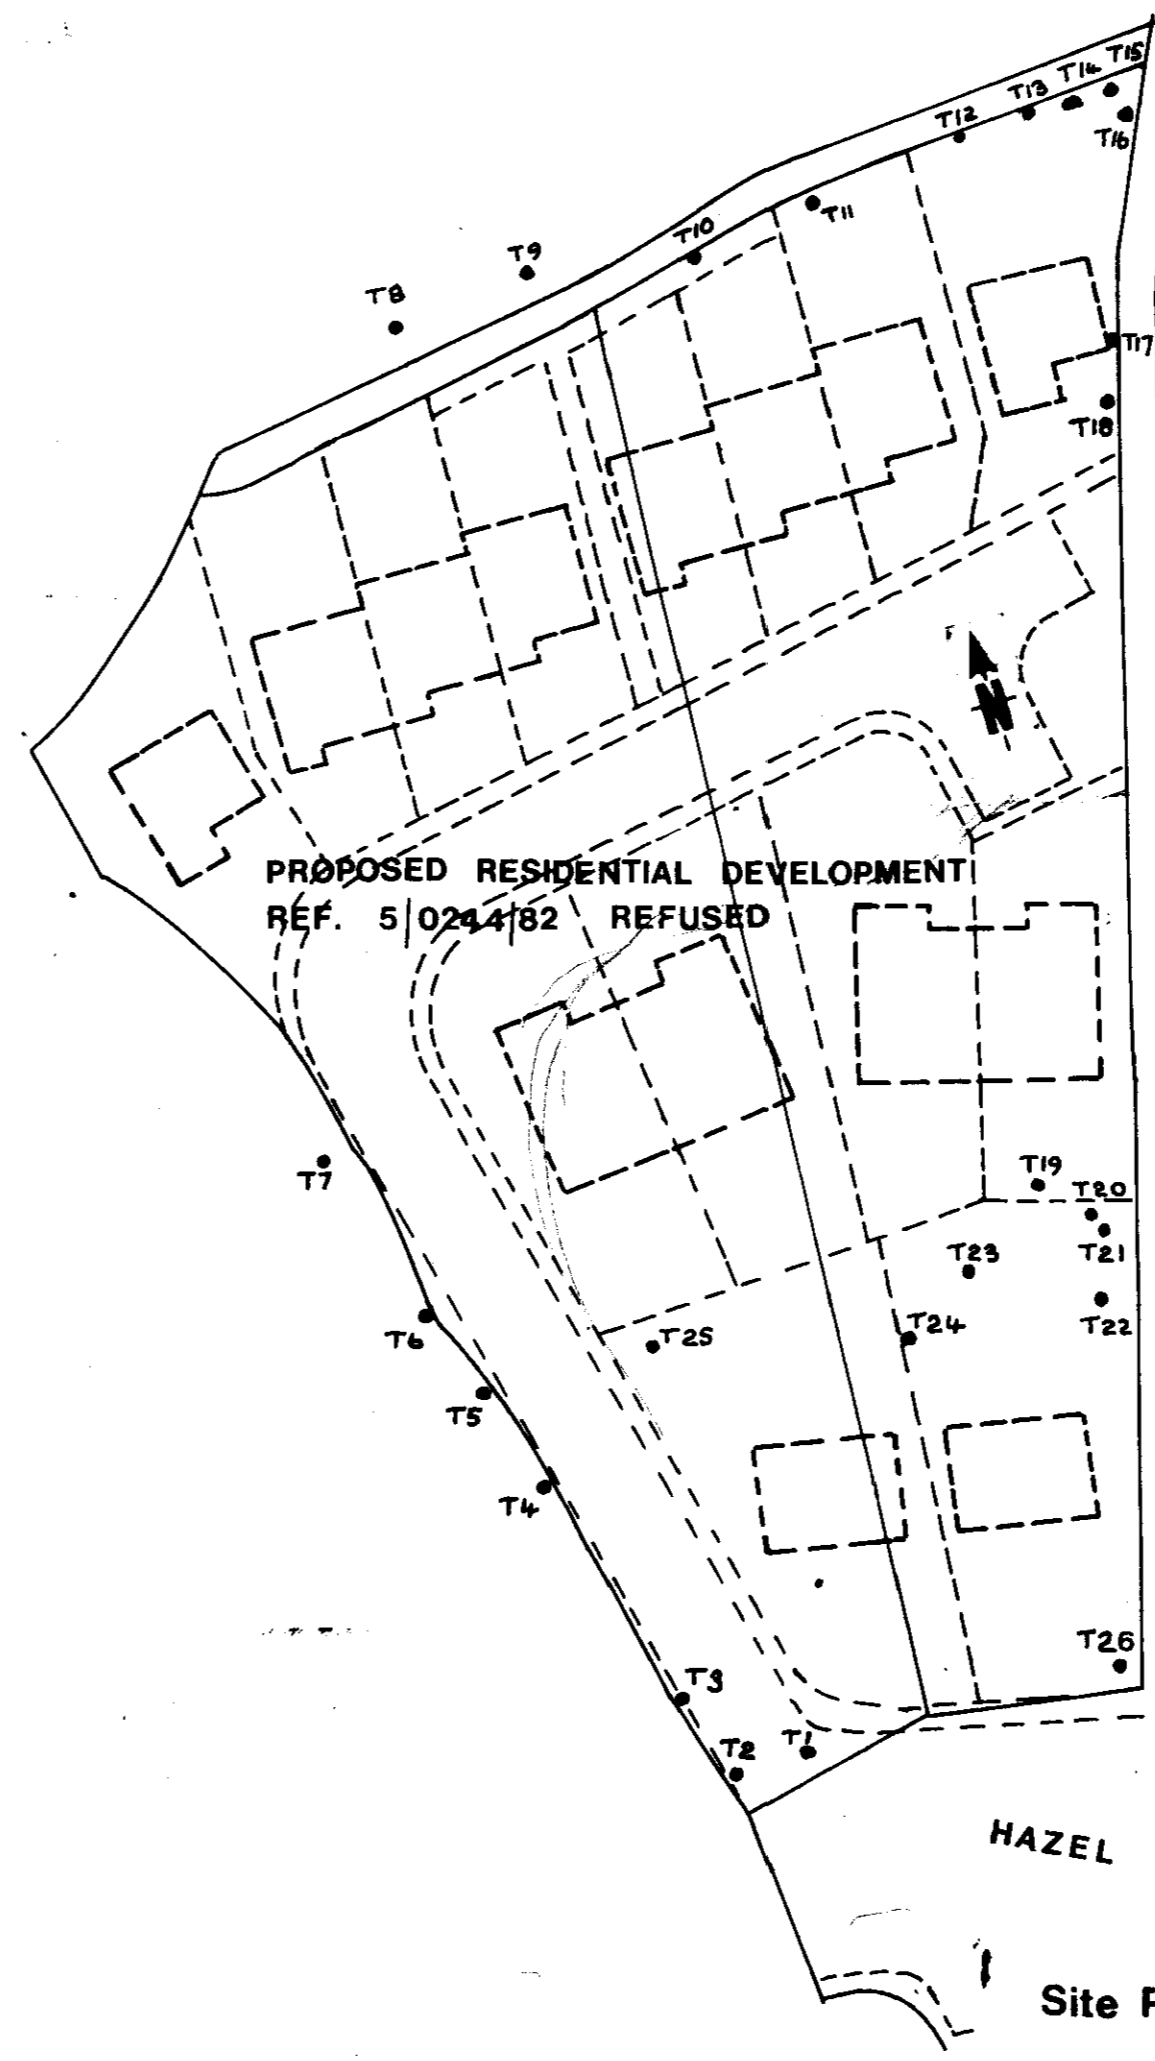 T15
T14
T13
T12
T16
T11
T10
T9
T8
T17
T18
N
PROPOSED RESIDENTIAL DEVELOPMENT
REF. 5/0244/82 REFUSED
T7
T19
T20
T21
T23
T22
T24
T25
T6
T5
T4
T26
T3
T2
T1
HAZEL
Site